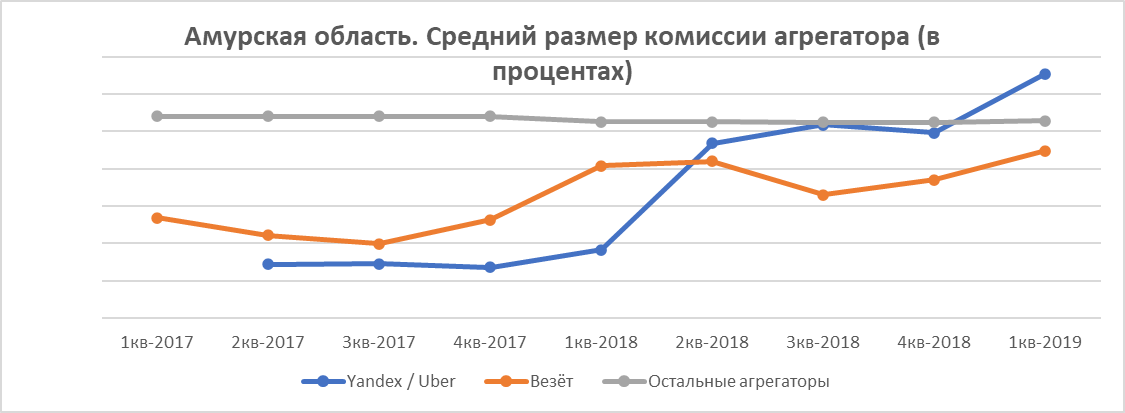 Амурская область. Средний размер комиссии агрегатора (в
процентах)
1кв-2017 2кв-2017 3кв-2017 4кв-2017 1кв-2018 2кв-2018 3кв-2018 4кв-2018 1кв-2019
Yandex / Uber Везёт Остальные агрегаторы